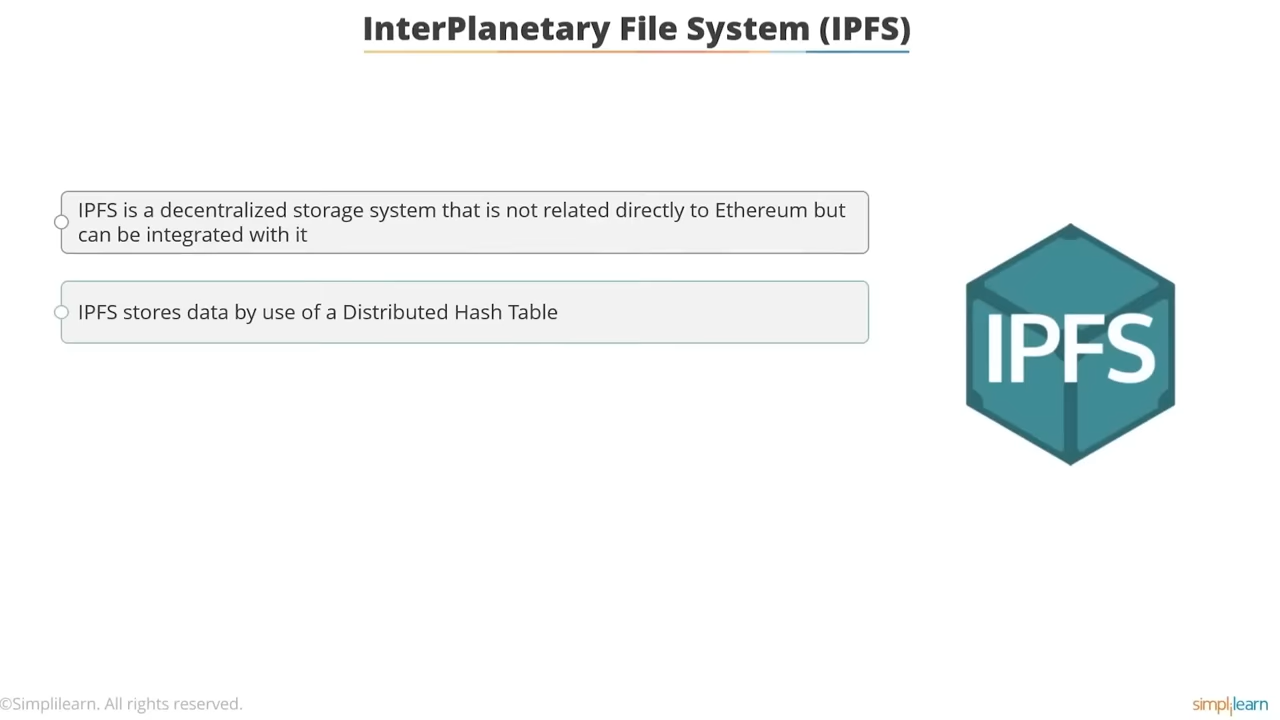 InterPlanetary File System (IPFS)
IPFS is a decentralized storage system that is not related directly to Ethereum but
can be integrated with it
IPFS stores data by use of a Distributed Hash Table
IPFS
©Simplilearn. All rights reserved.
simplilearn